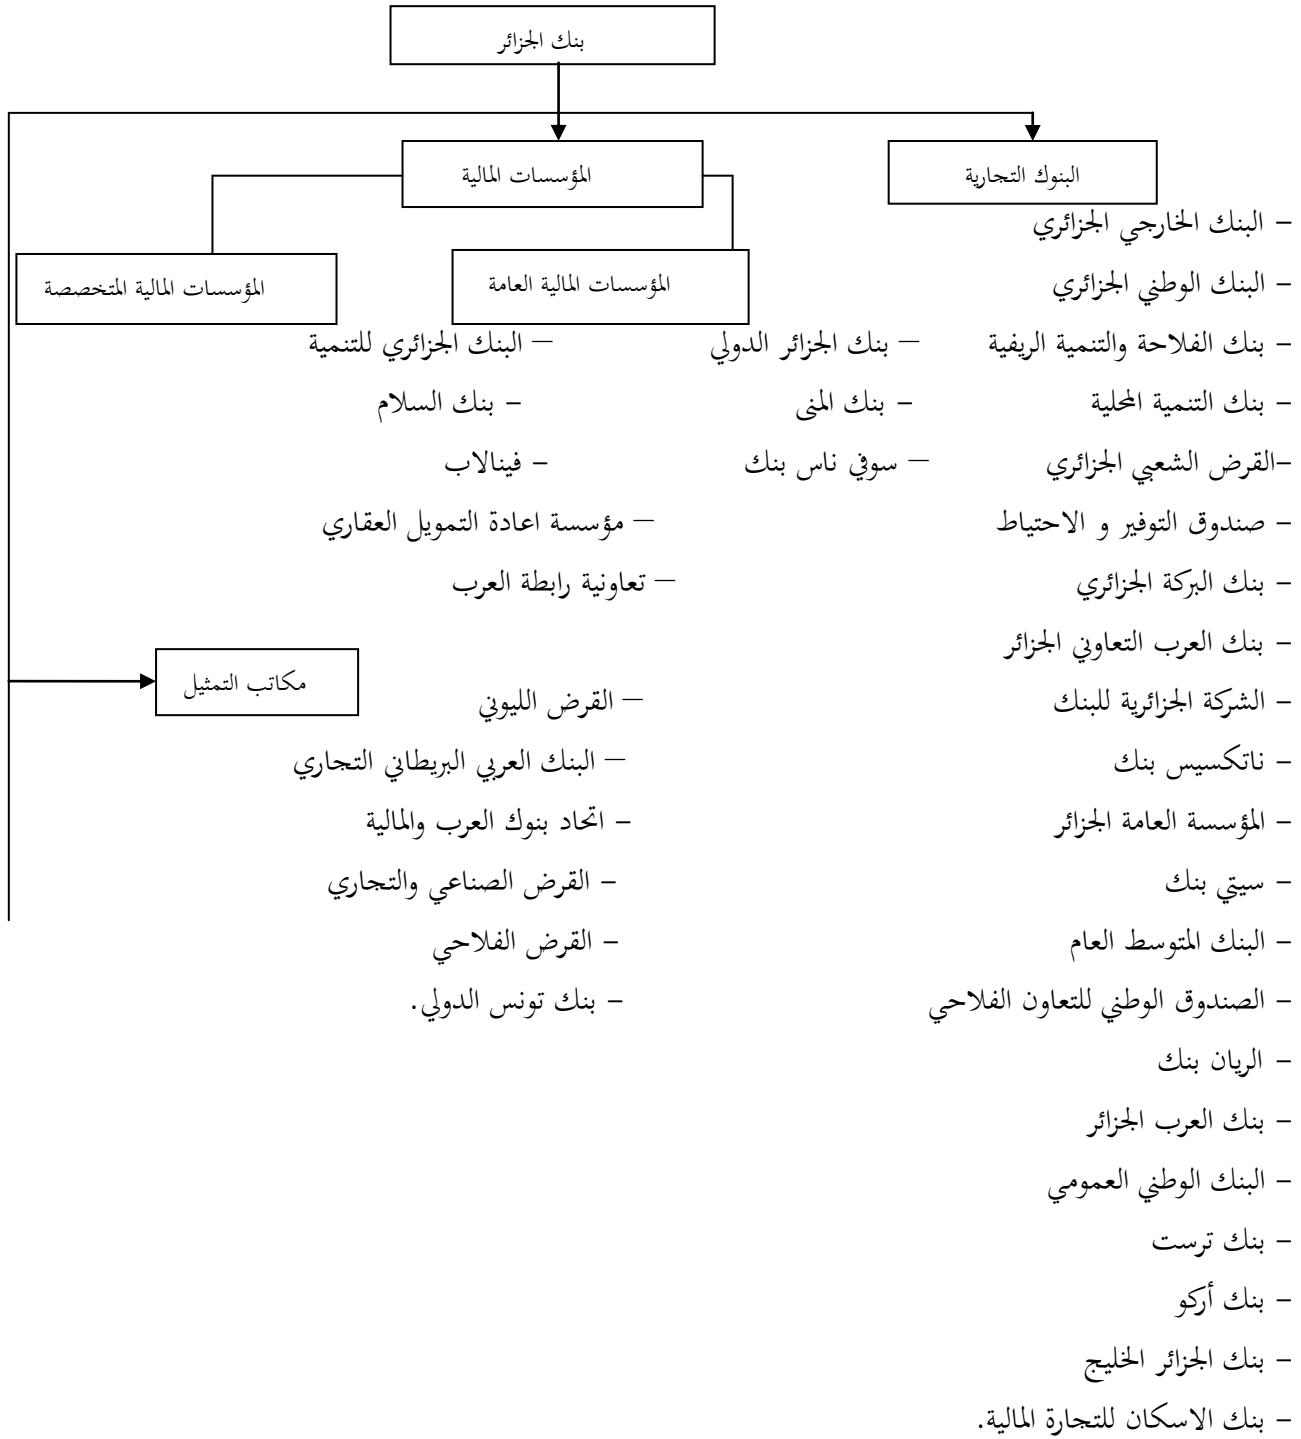 بنك الجزائر
المؤسسات المالية
البنوك التجارية
المؤسسات المالية المتخصصة
المؤسسات المالية العامة
– البنك الخارجي الجزائري
– البنك الوطني الجزائري
– بنك الفلاحة والتنمية الريفية
– بنك التنمية المحلية
–القرض الشعبي الجزائري
– صندوق التوفير و الاحتياط
– بنك البركة الجزائري
– بنك العرب التعاوني الجزائر
– الشركة الجزائرية للبنك
– ناتكسيس بنك
– المؤسسة العامة الجزائر
– سيتي بنك
– البنك المتوسط العام
– الصندوق الوطني للتعاون الفلاحي
– الريان بنك
– بنك العرب الجزائر
– البنك الوطني العمومي
– بنك ترست
– بنك أركو
– بنك الجزائر الخليج
– بنك الاسكان للتجارة المالية.
– بنك الجزائر الدولي
– بنك المنى
– سوفي ناس بنك
– البنك الجزائري للتنمية
– بنك السلام
– فينالاب
– مؤسسة اعادة التمويل العقاري
– تعاونية رابطة العرب
مكاتب التمثيل
– القرض الليوني
– البنك العربي البريطاني التجاري
– اتحاد بنوك العرب والمالية
– القرض الصناعي والتجاري
– القرض الفلاحي
– بنك تونس الدولي.